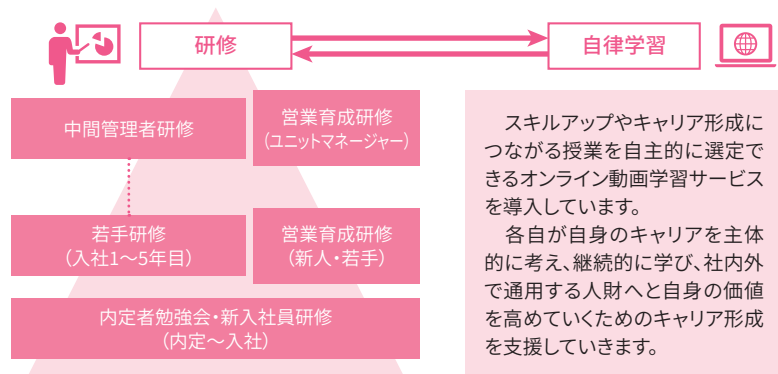 研修
自律学習
中間管理者研修
営業育成研修
（ユニットマネージャー）
若手研修
（入社1～5年目）
営業育成研修
（新人・若手）
内定者勉強会・新入社員研修
（内定～入社）
スキルアップやキャリア形成に
つながる授業を自主的に選定で
きるオンライン動画学習サービス
を導入しています。
各自が自身のキャリアを主体
的に考え、継続的に学び、社内外
で通用する人財へと自身の価値
を高めていくためのキャリア形成
を支援していきます。